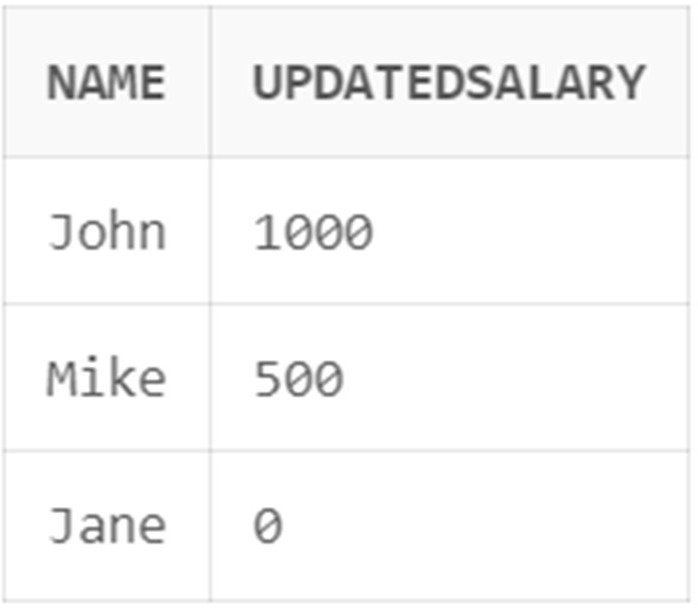 NAME UPDATEDSALARY
John 1000
Mike 500
Jane 0